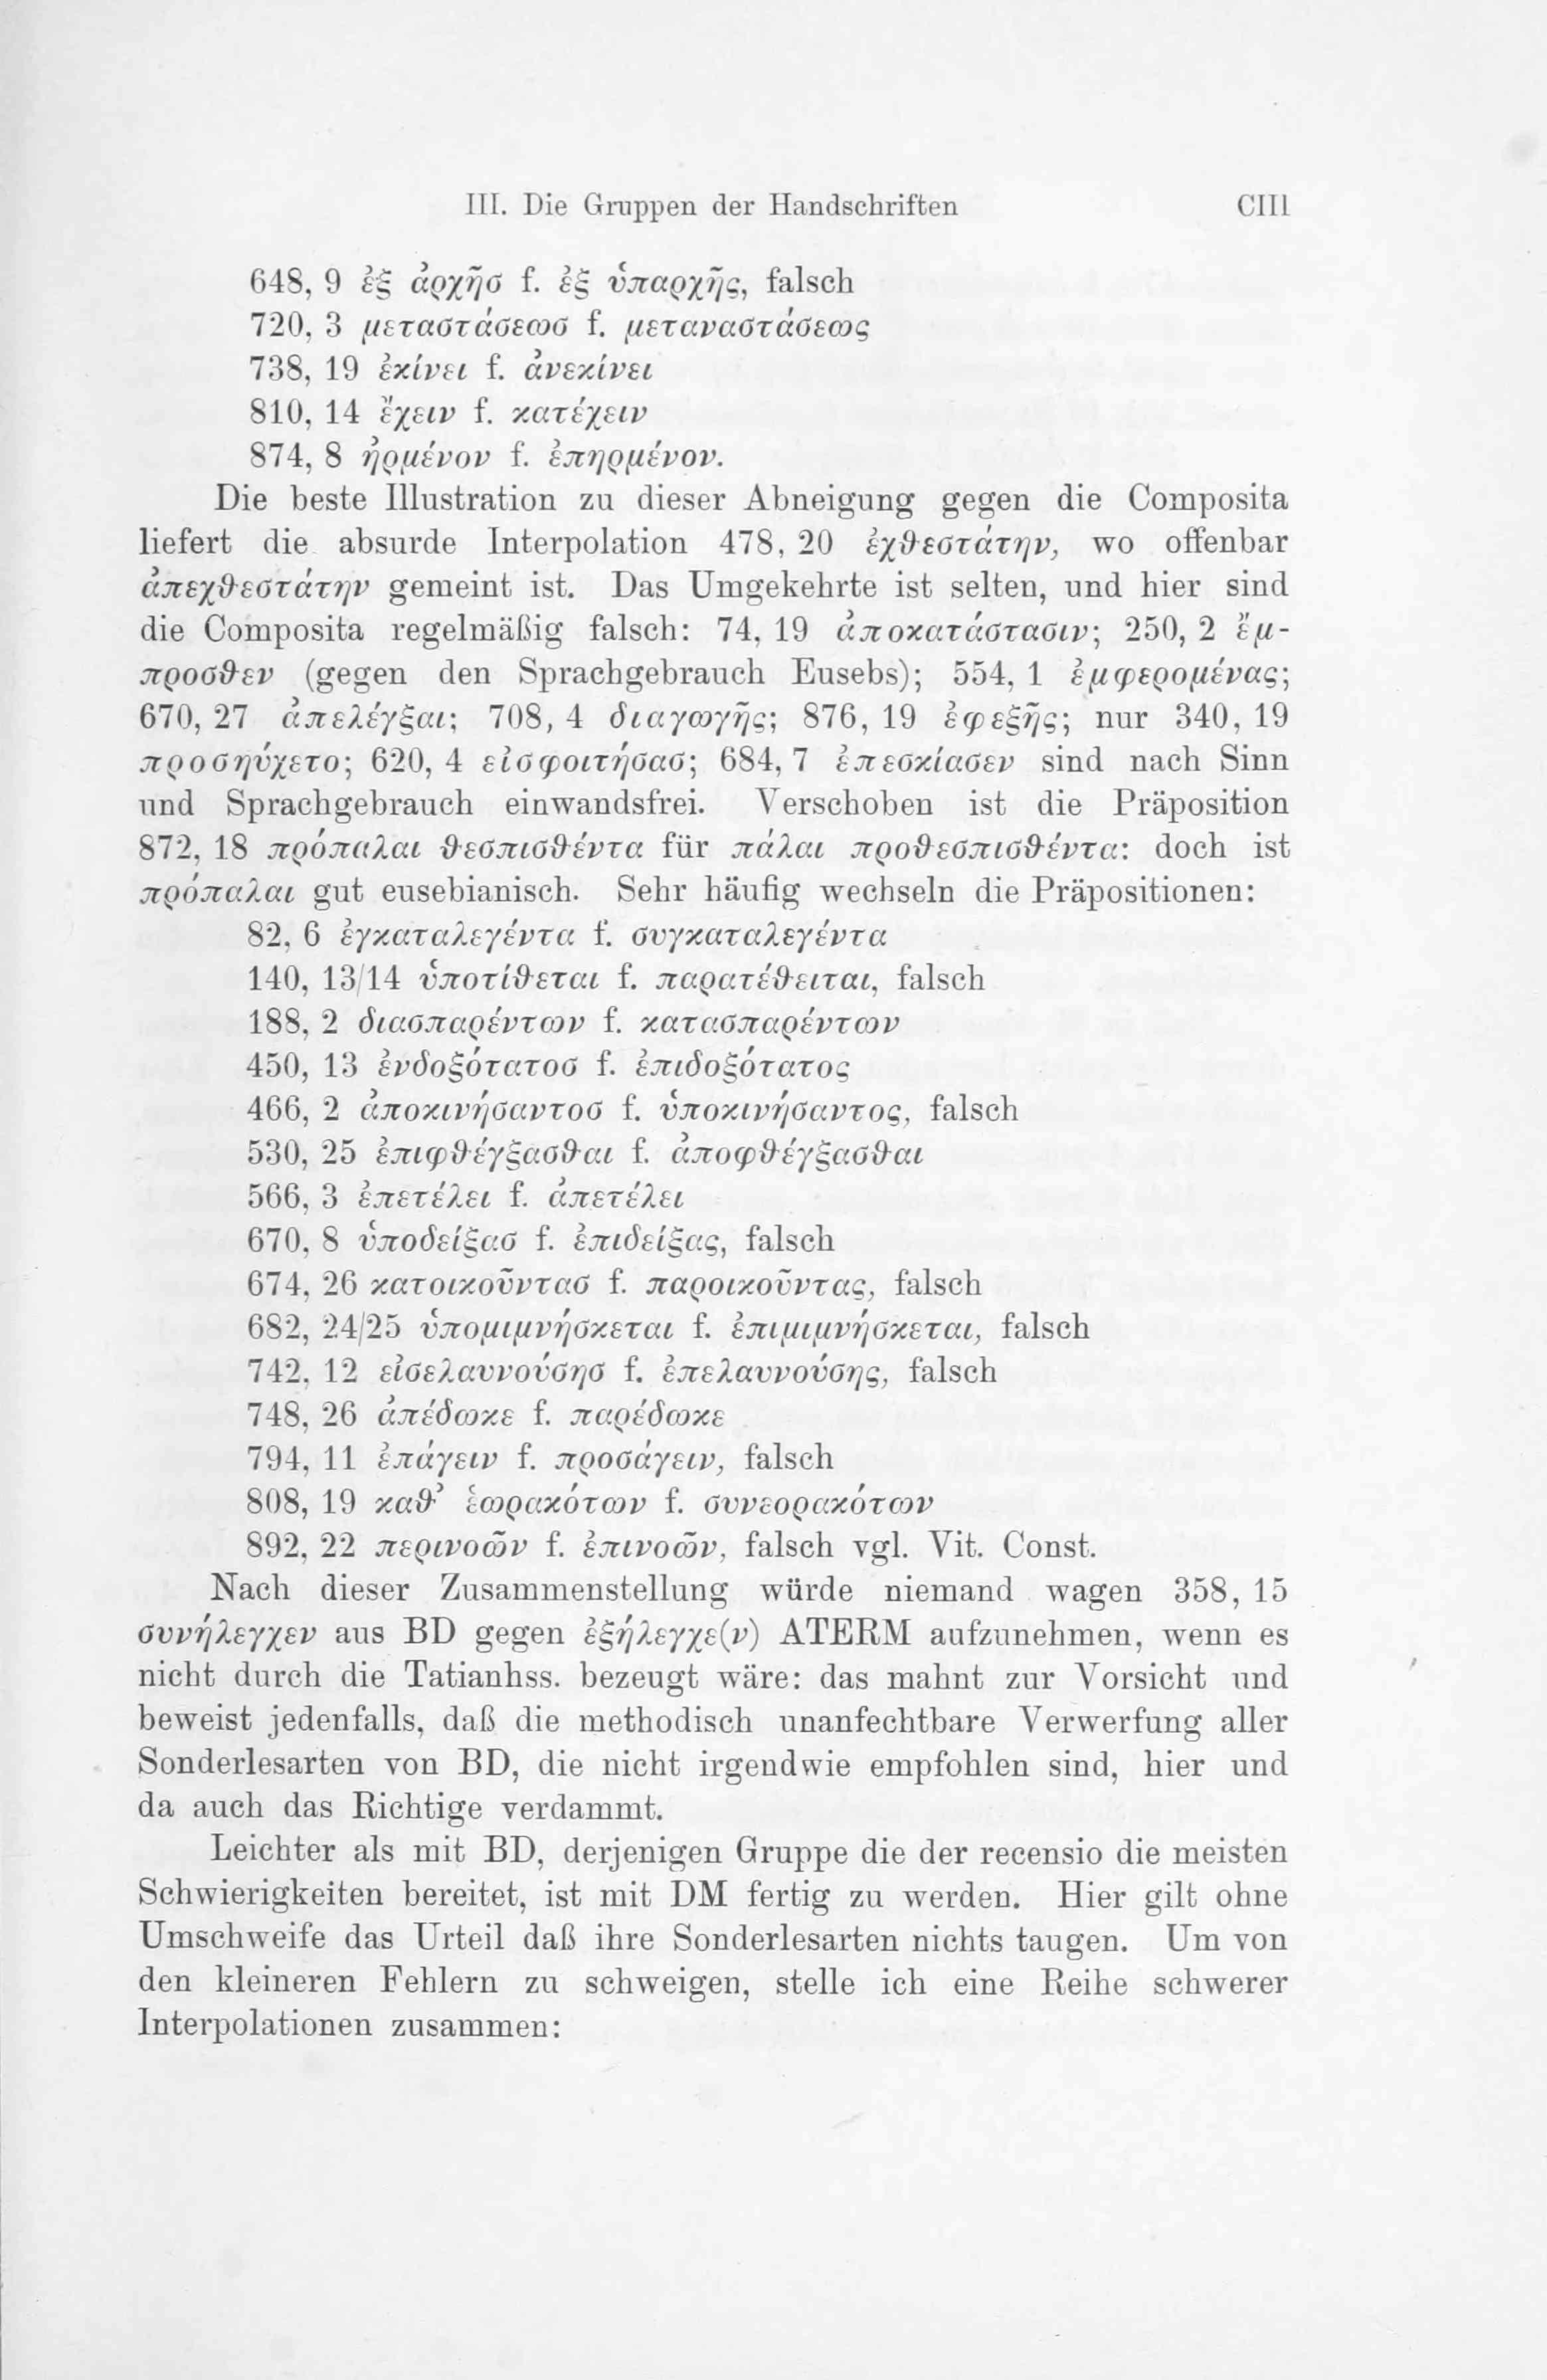 III. Die Gruppen der Handschriften CIII
648, 9 ἐξ ἀρχῆσ f. ἐξ ὑπαρχῆς, falsch
720, 3 μεταστάσεωσ f. μεταναστάσεως
738, 19 ἐκίνει f. ἀνεκίνει
810, 14 ἔχειν f. κατέχειν
874, 8 ἠρμένον f. ἐπηρμένον.
Die beste Illustration zu dieser Abneigung gegen die Composita
liefert die absurde Interpolation 478, 20 ἐχθεστάτην, wo offenbar
ἀπεχθεστάτην gemeint ist. Das Umgekehrte ist selten, und hier sind
die Composita regelmäßig falsch: 74, 19 ἀποκατάστασιν; 250, 2 ἔμ-
προσθεν (gegen den Sprachgebrauch Eusebs); 554, 1 ἐμφερομένας;
670, 27 ἀπελέγξαι; 708, 4 διαγωγῆς; 876, 19 ἐφεξῆς; nur 340, 19
προσηύχετο; 620, 4 εἰσφοιτήσασ; 684, 7 ἐπεσκίασεν sind nach Sinn
und Sprachgebrauch einwandsfrei. Verschoben ist die Präposition
872, 18 πρόπαλαι θεσπισθέντα für πάλαι προθεσπισθέντα: doch ist
πρόπαλαι gut eusebianisch. Sehr häufig wechseln die Präpositionen:
82, 6 ἐγκαταλεγέντα f. συγκαταλεγέντα
140, 13/14 ὑποτίθεται f. παρατέθειται, falsch
188, 2 διασπαρέντων f. κατασπαρέντων
450, 13 ἐνδοξότατοσ f. ἐπιδοξότατος
466, 2 ἀποκινήσαντοσ f. ὑποκινήσαντος, falsch
530, 25 ἐπιφθέγξασθαι f. ἀποφθέγξασθαι
566, 3 ἐπετέλει f. ἀπετέλει
670, 8 ὑποδείξασ f. ἐπιδείξας, falsch
674, 26 κατοικοῦντασ f. παροικοῦντας, falsch
682, 24/25 ὑπομιμνήσκεται f. ἐπιμιμνήσκεται, falsch
742, 12 εἰσελαυνούσησ f. ἐπελαυνούσης, falsch
748, 26 ἀπέδωκε f. παρέδωκε
794, 11 ἐπάγειν f. προσάγειν, falsch
808, 19 καθ’ ἑωρακότων f. συνεορακότων
892, 22 περινοῶν f. ἐπινοῶν, falsch vgl. Vit. Const.
Nach dieser Zusammenstellung würde niemand wagen 358, 15
συνήλεγχεν aus BD gegen ἐξήλεγχε(ν) ATERM aufzunehmen, wenn es
nicht durch die Tatianhss. bezeugt wäre: das mahnt zur Vorsicht und
beweist jedenfalls, daß die methodisch unanfechtbare Verwerfung aller
Sonderlesarten von BD, die nicht irgendwie empfohlen sind, hier und
da auch das Richtige verdammt.
Leichter als mit BD, derjenigen Gruppe die der recensio die meisten
Schwierigkeiten bereitet, ist mit DM fertig zu werden. Hier gilt ohne
Umschweife das Urteil daß ihre Sonderlesarten nichts taugen. Um von
den kleineren Fehlern zu schweigen, stelle ich eine Reihe schwerer
Interpolationen zusammen: